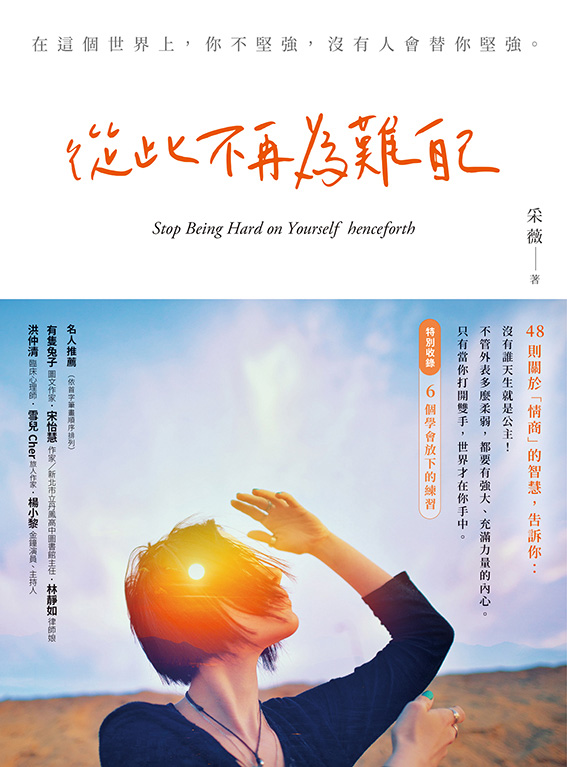 在這個世界上，你不堅強，沒有人會替你堅強。
從此不再為難自己
Stop Being Hard on Yourself henceforth
采薇——著
48則關於「情商」的智慧，告訴你：
沒有誰天生就是公主！
不管外表多麼柔弱，都要有強大、充滿力量的內心。
只有當你打開雙手，世界才在你手中。
特別收錄 6個學會放下的練習
名人推薦（依首字筆畫順序排列）
有隻兔子 圖文作家．宋怡慧 作家／新北市立丹鳳高中圖書館主任．林靜如 律師娘
洪仲清 臨床心理師．雪兒 Cher 旅人作家．楊小黎 金鐘演員、主持人